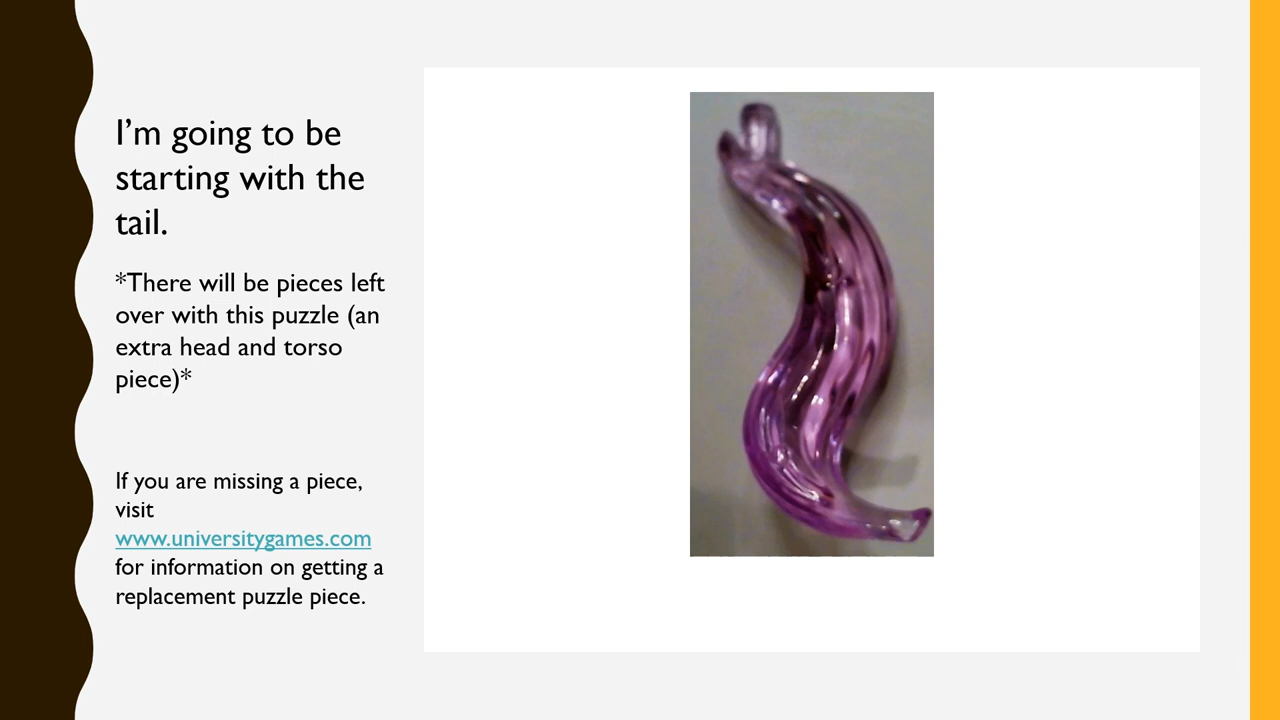 I’m going to be
starting with the
tail.
*There will be pieces left
over with this puzzle (an
extra head and torso
piece)*
If you are missing a piece,
visit
www.universitygames.com
for information on getting a
replacement puzzle piece.